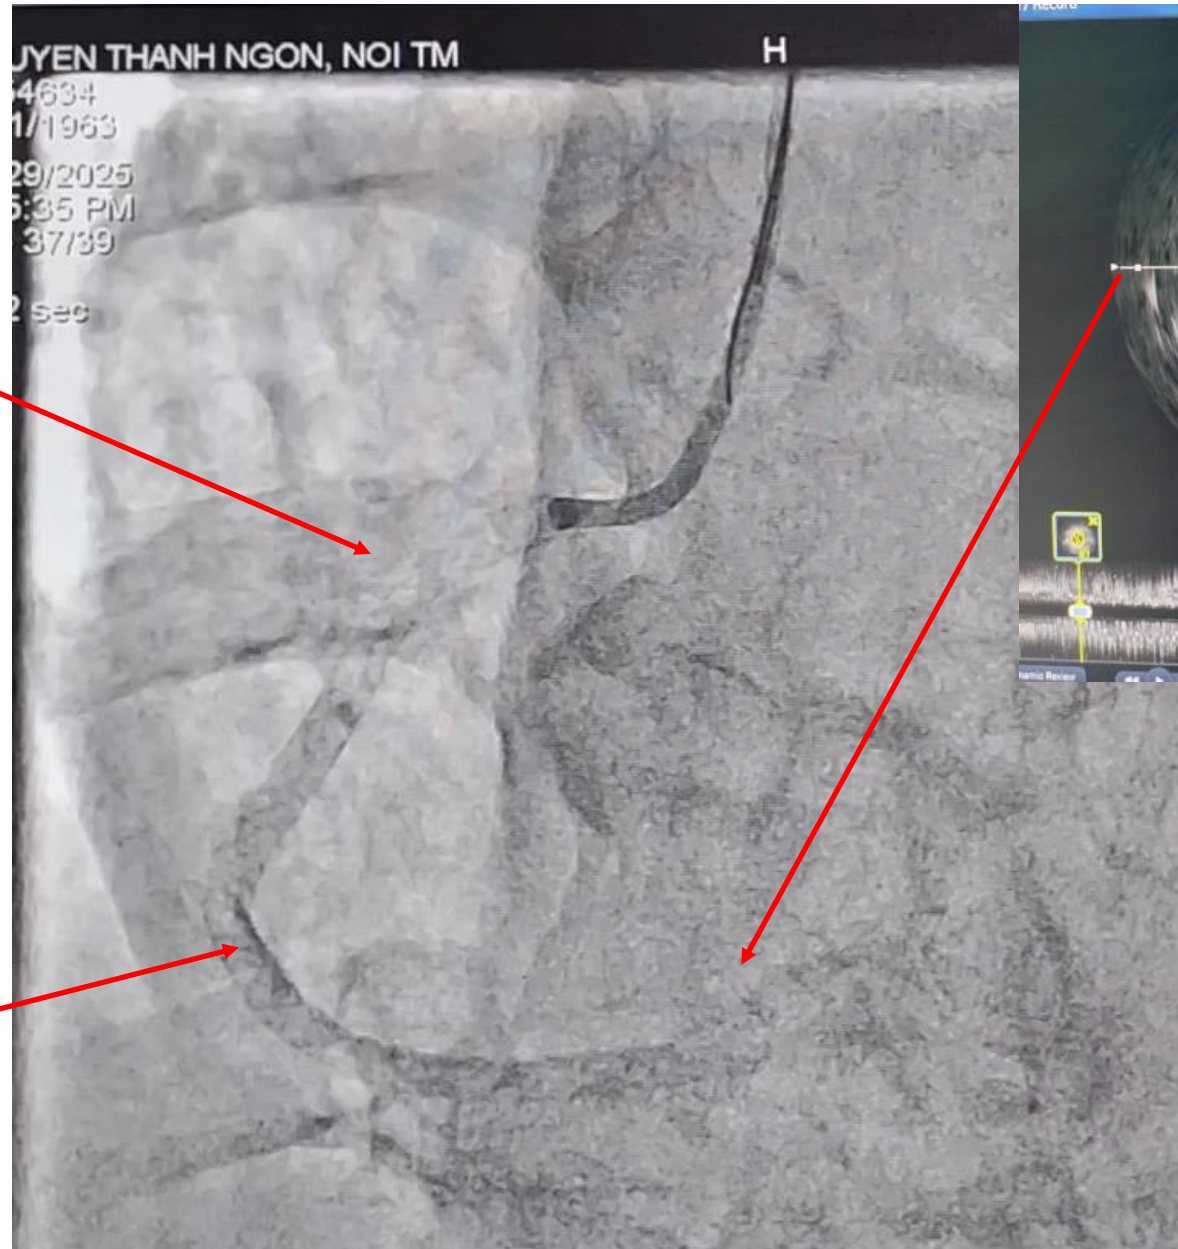 UYEN THANH NGON, NOI TM
H
54634
1/1963
29/2025
5:35 PM
37/39
2 sec
/ Record
namic Review